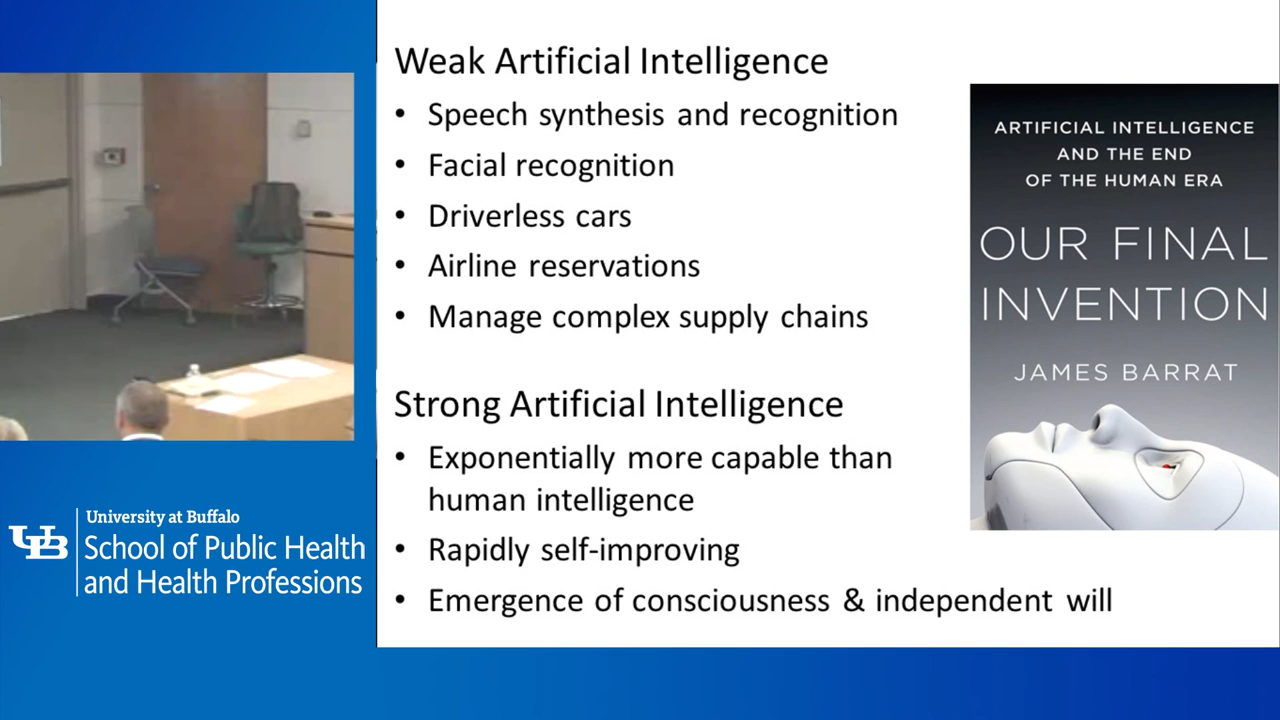 Weak Artificial Intelligence
• Speech synthesis and recognition
• Facial recognition
• Driverless cars
• Airline reservations
• Manage complex supply chains
Strong Artificial Intelligence
• Exponentially more capable than
human intelligence
• Rapidly self-improving
• Emergence of consciousness & independent will
ARTIFICIAL INTELLIGENCE
AND THE END
OF THE HUMAN ERA
OUR FINAL
INVENTION
JAMES BARRAT
UB
University at Buffalo
School of Public Health
and Health Professions